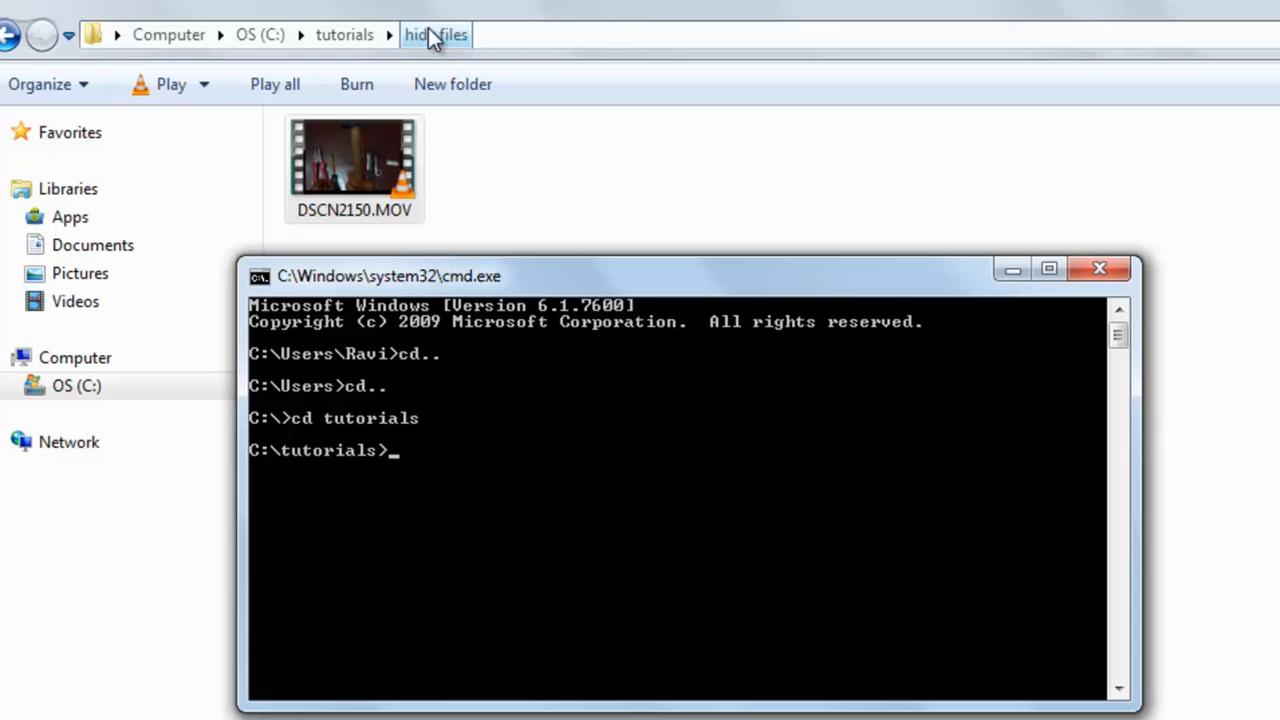 Computer OS (C:) tutorials files
Organize Play Play all Burn New folder
Favorites
Libraries
Apps
Documents
Pictures
Videos
Computer
OS (C:)
Network
DSCN2150.MOV
C:\Windows\system32\cmd.exe
Microsoft Windows [Version 6.1.7600]
Copyright (c) 2009 Microsoft Corporation. All rights reserved.
C:\Users\Ravi>cd..
C:\Users>cd..
C:\>cd tutorials
C:\tutorials>_